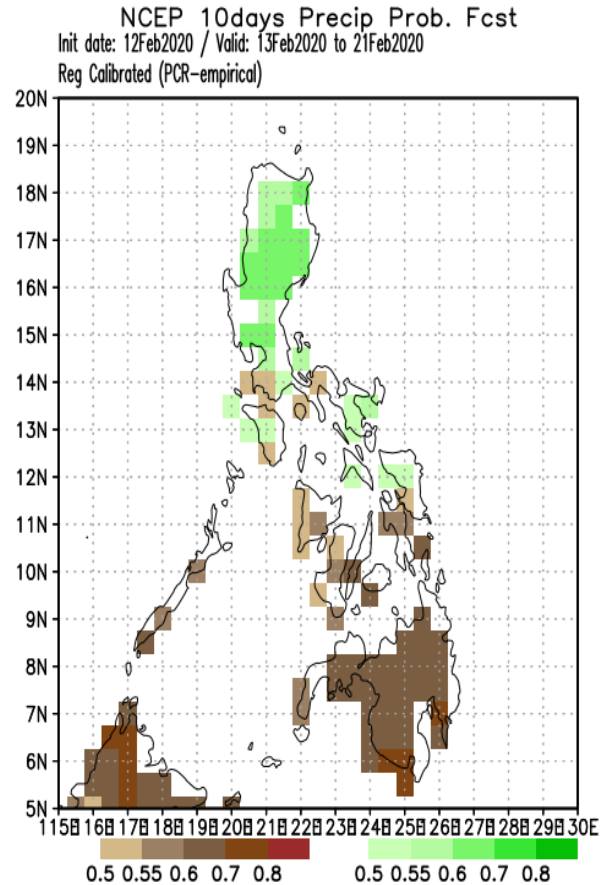 NCEP 10days Precip Prob. Fcst
Init date: 12Feb2020 / Valid: 13Feb2020 to 21Feb2020
Reg Calibrated (PCR-empirical)
20N
19N
18N
17N
16N
15N
14N
13N
12N
11N
10N
9N
8N
7N
6N
5N
115E 116E 117E 118E 119E 120E 121E 122E 123E 124E 125E 126E 127E 128E 129E 130E
0.5 0.55 0.6 0.7 0.8 0.5 0.55 0.6 0.7 0.8